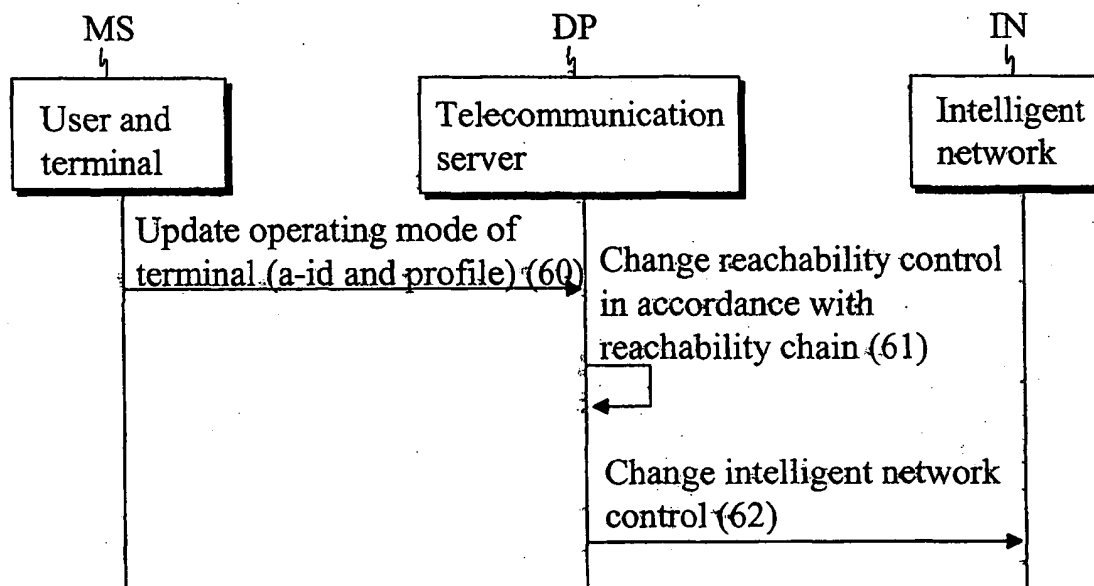 MS
DP
IN
User and
terminal
Telecommunication
server
Intelligent
network
Update operating mode of
terminal (a-id and profile) (60)
Change reachability control
in accordance with
reachability chain (61)
Change intelligent network
control (62)